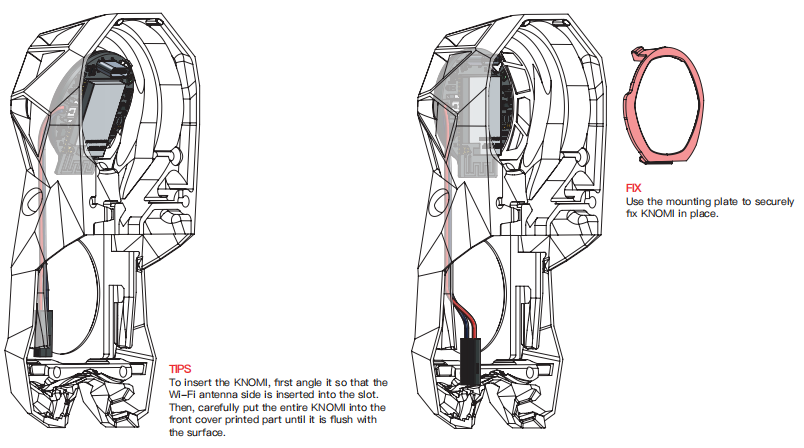 FIX
Use the mounting plate to securely
fix KNOMI in place.
TIPS
To insert the KNOMI, first angle it so that the
Wi-Fi antenna side is inserted into the slot.
Then, carefully put the entire KNOMI into the
front cover printed part until it is flush with
the surface.